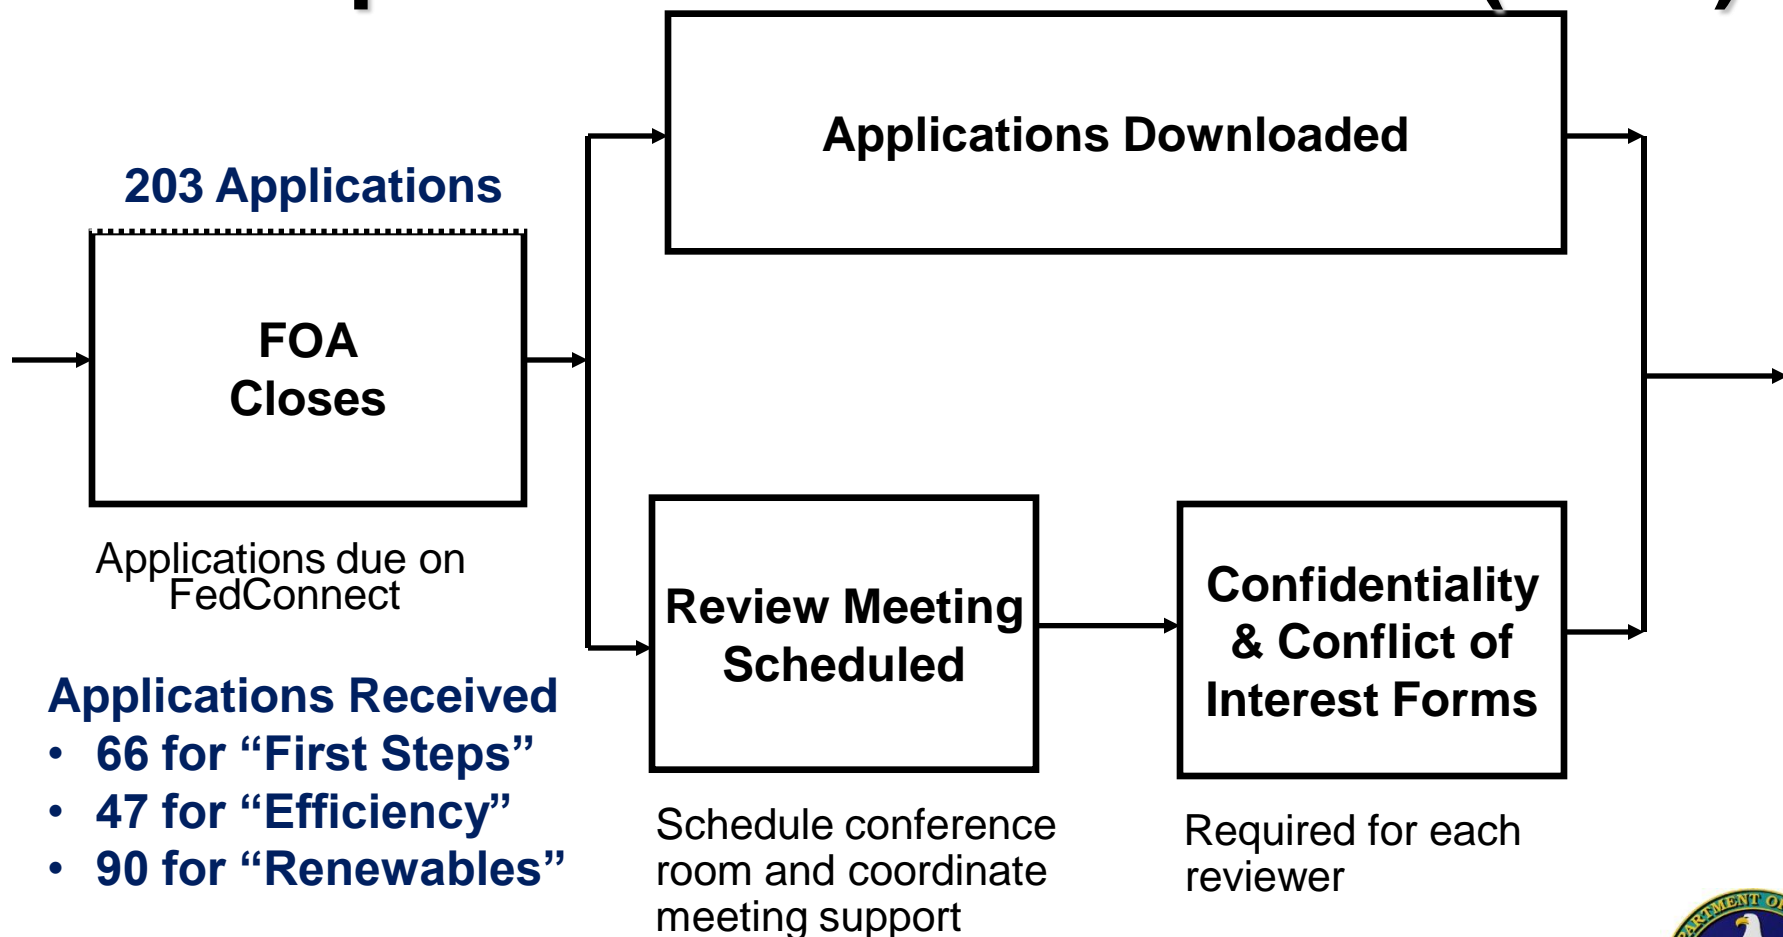 203 Applications
FOA
Closes
Applications due on
FedConnect
Applications Received
• 66 for “First Steps”
• 47 for “Efficiency”
• 90 for “Renewables”
Applications Downloaded
Review Meeting
Scheduled
Schedule conference
room and coordinate
meeting support
Confidentiality
& Conflict of
Interest Forms
Required for each
reviewer